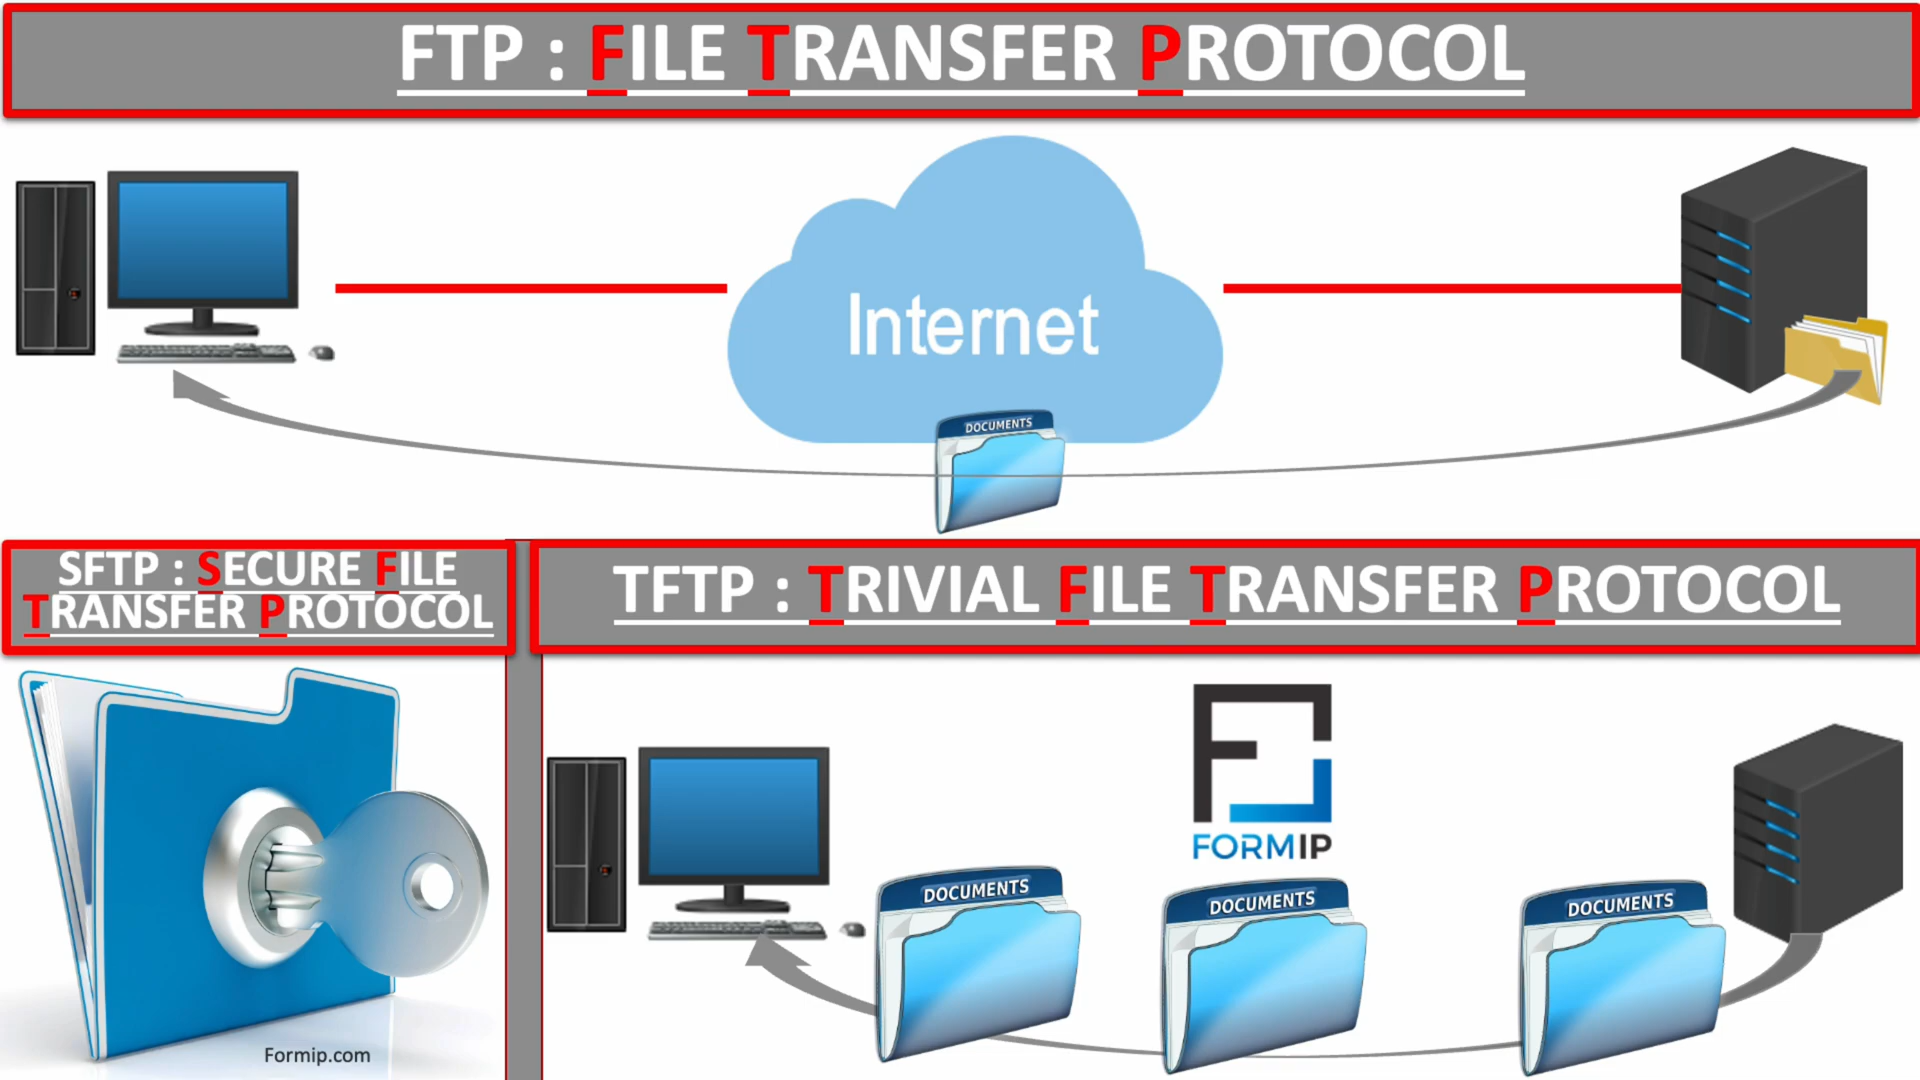 FTP : FILE TRANSFER PROTOCOL
Internet
DOCUMENTS
SFTP : SECURE FILE
TRANSFER PROTOCOL
TFTP : TRIVIAL FILE TRANSFER PROTOCOL
FORMIP
DOCUMENTS
DOCUMENTS
DOCUMENTS
Formip.com